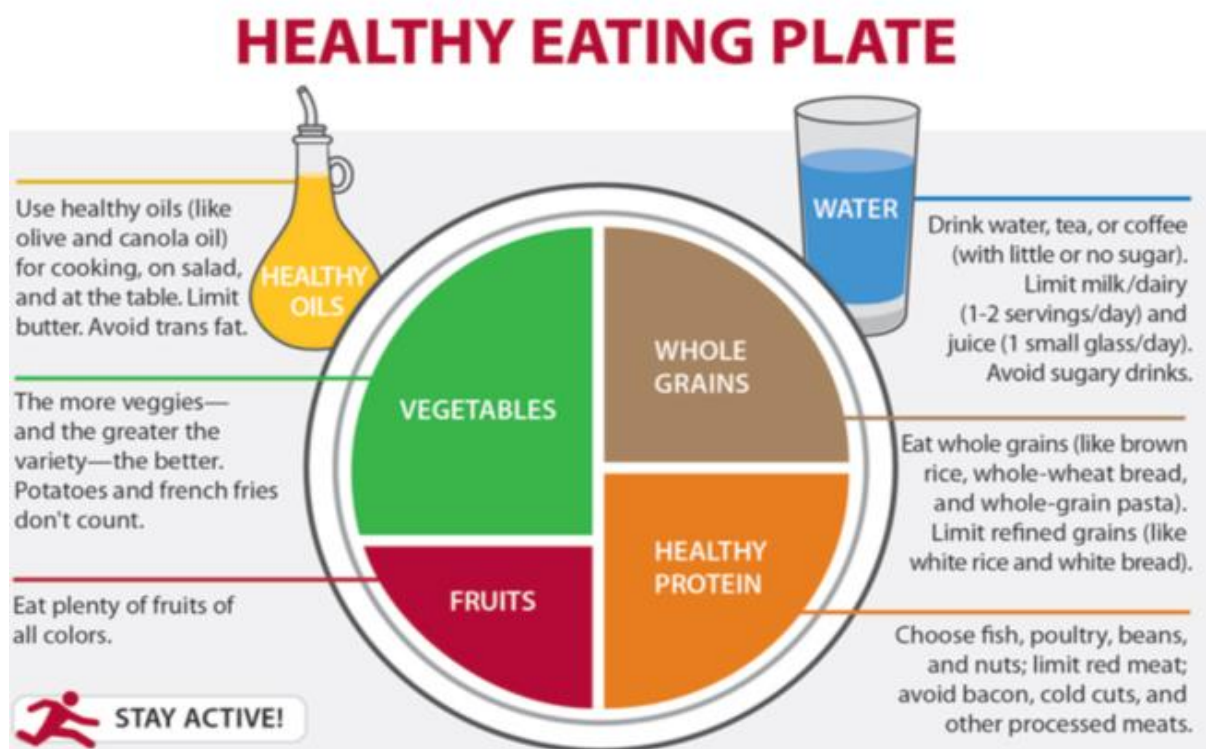 HEALTHY EATING PLATE
Use healthy oils (like
olive and canola oil)
for cooking, on salad,
and at the table. Limit
butter. Avoid trans fat.
HEALTHY
OILS
The more veggies—
and the greater the
variety—the better.
Potatoes and french fries
don't count.
Eat plenty of fruits of
all colors.
STAY ACTIVE!
VEGETABLES
FRUITS
WHOLE
GRAINS
HEALTHY
PROTEIN
WATER
Drink water, tea, or coffee
(with little or no sugar).
Limit milk/dairy
(1-2 servings/day) and
juice (1 small glass/day).
Avoid sugary drinks.
Eat whole grains (like brown
rice, whole-wheat bread,
and whole-grain pasta).
Limit refined grains (like
white rice and white bread).
Choose fish, poultry, beans,
and nuts; limit red meat;
avoid bacon, cold cuts, and
other processed meats.